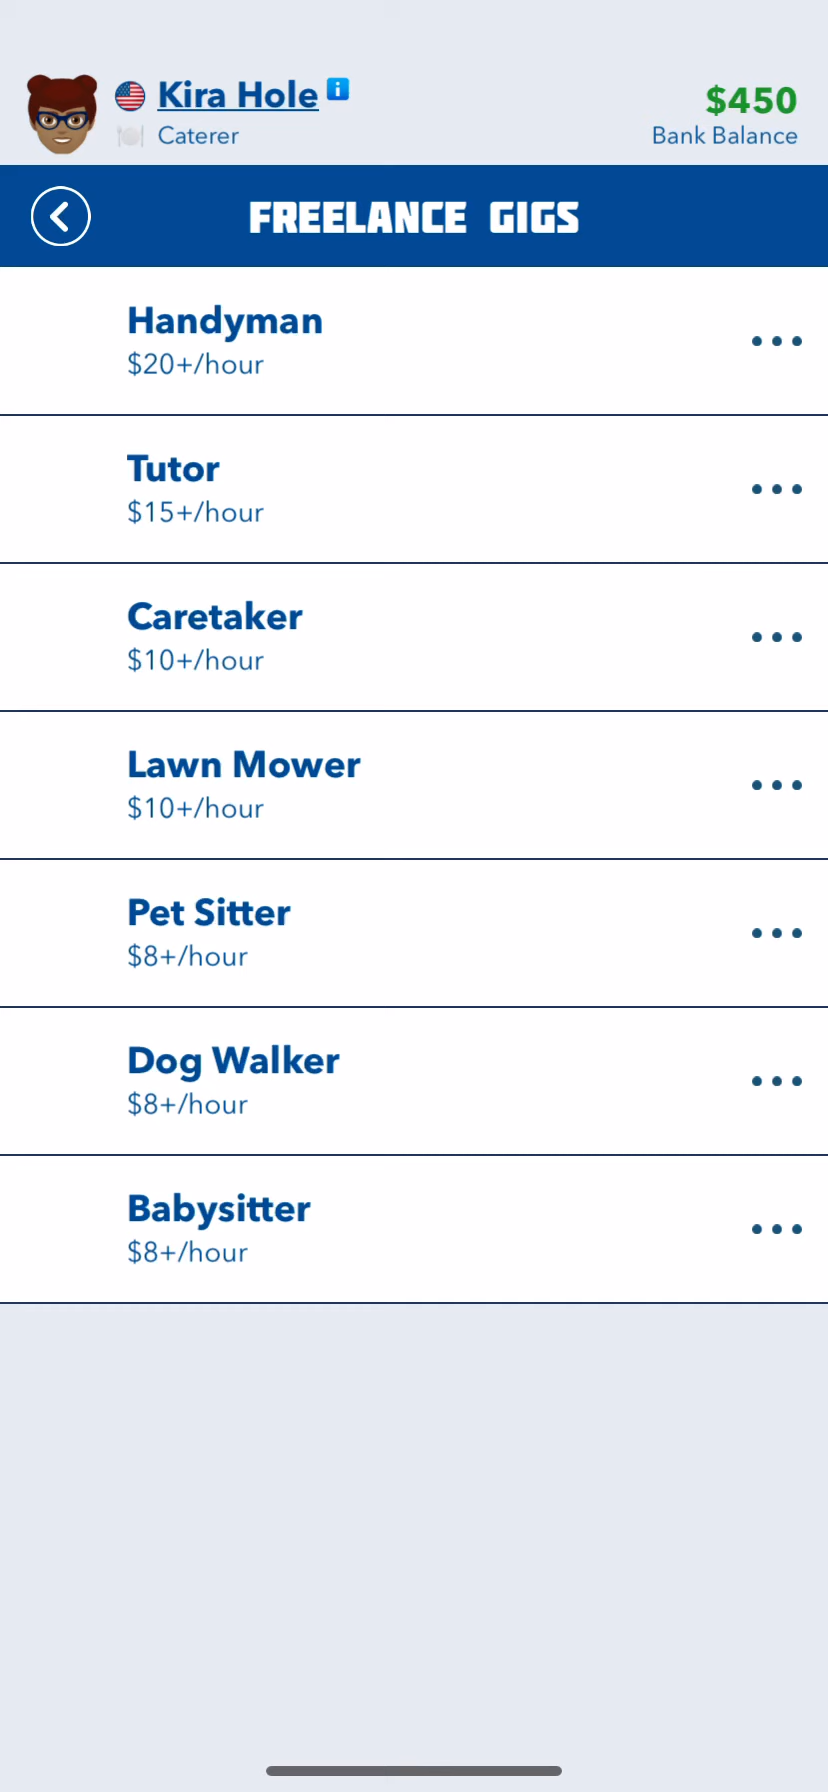 Kira Hole
$450
Caterer
Bank Balance
FREELANCE GIGS
Handyman
$20+/hour
Tutor
$15+/hour
Caretaker
$10+/hour
Lawn Mower
$10+/hour
Pet Sitter
$8+/hour
Dog Walker
$8+/hour
Babysitter
$8+/hour